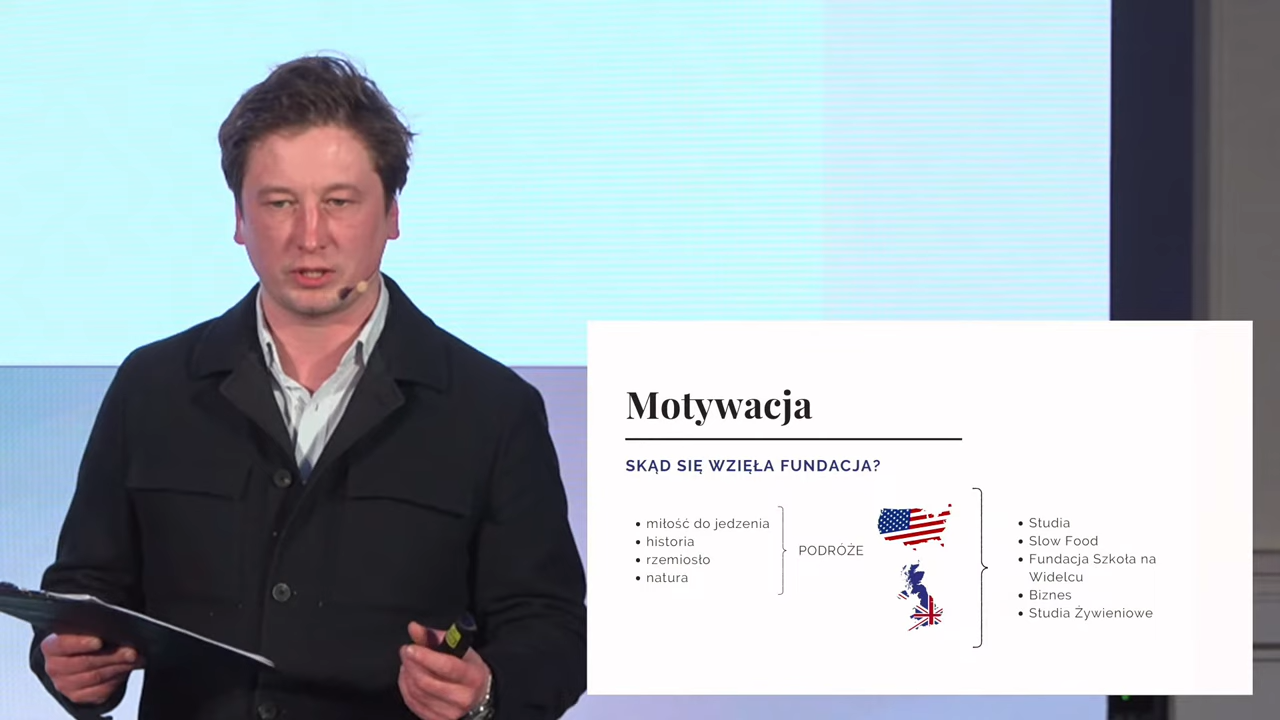 Motywacja
SKĄD SIĘ WZIĘŁA FUNDACJA?
• miłość do jedzenia
• historia
• rzemiosło
• natura
PODRÓŻE
• Studia
• Slow Food
• Fundacja Szkoła na
Widelcu
• Biznes
• Studia Żywieniowe